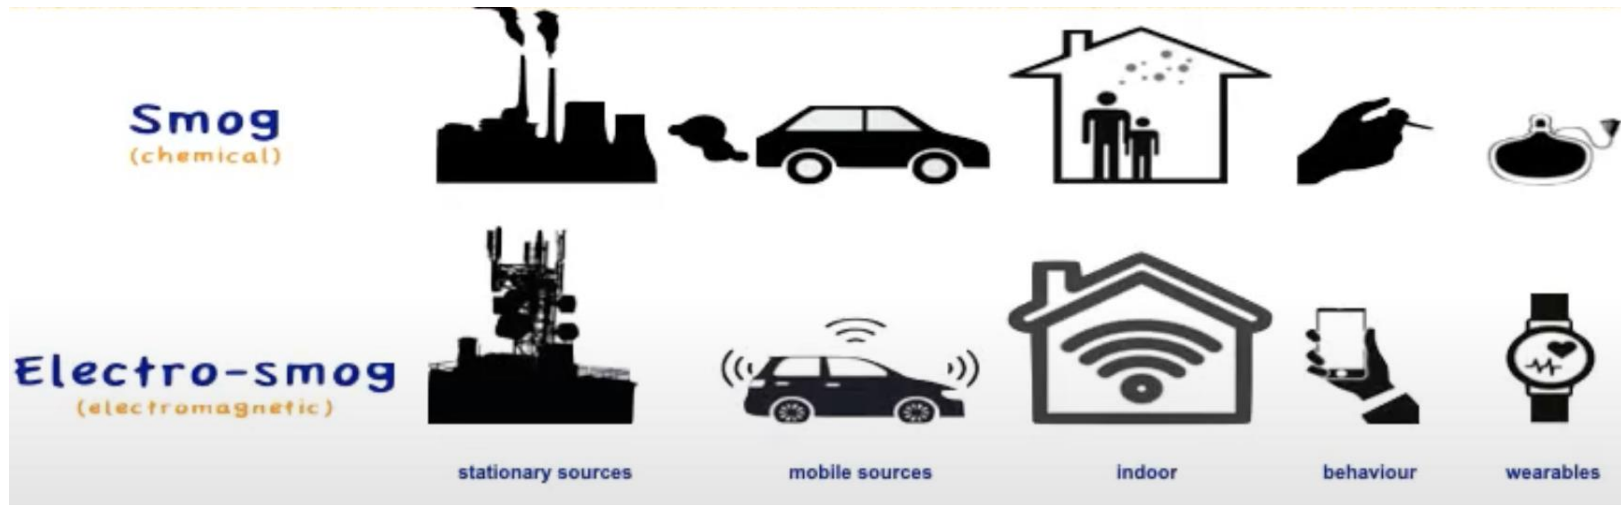 Smog
(chemical)
Electro-smog
(electromagnetic)
stationary sources
mobile sources
indoor
behaviour
wearables